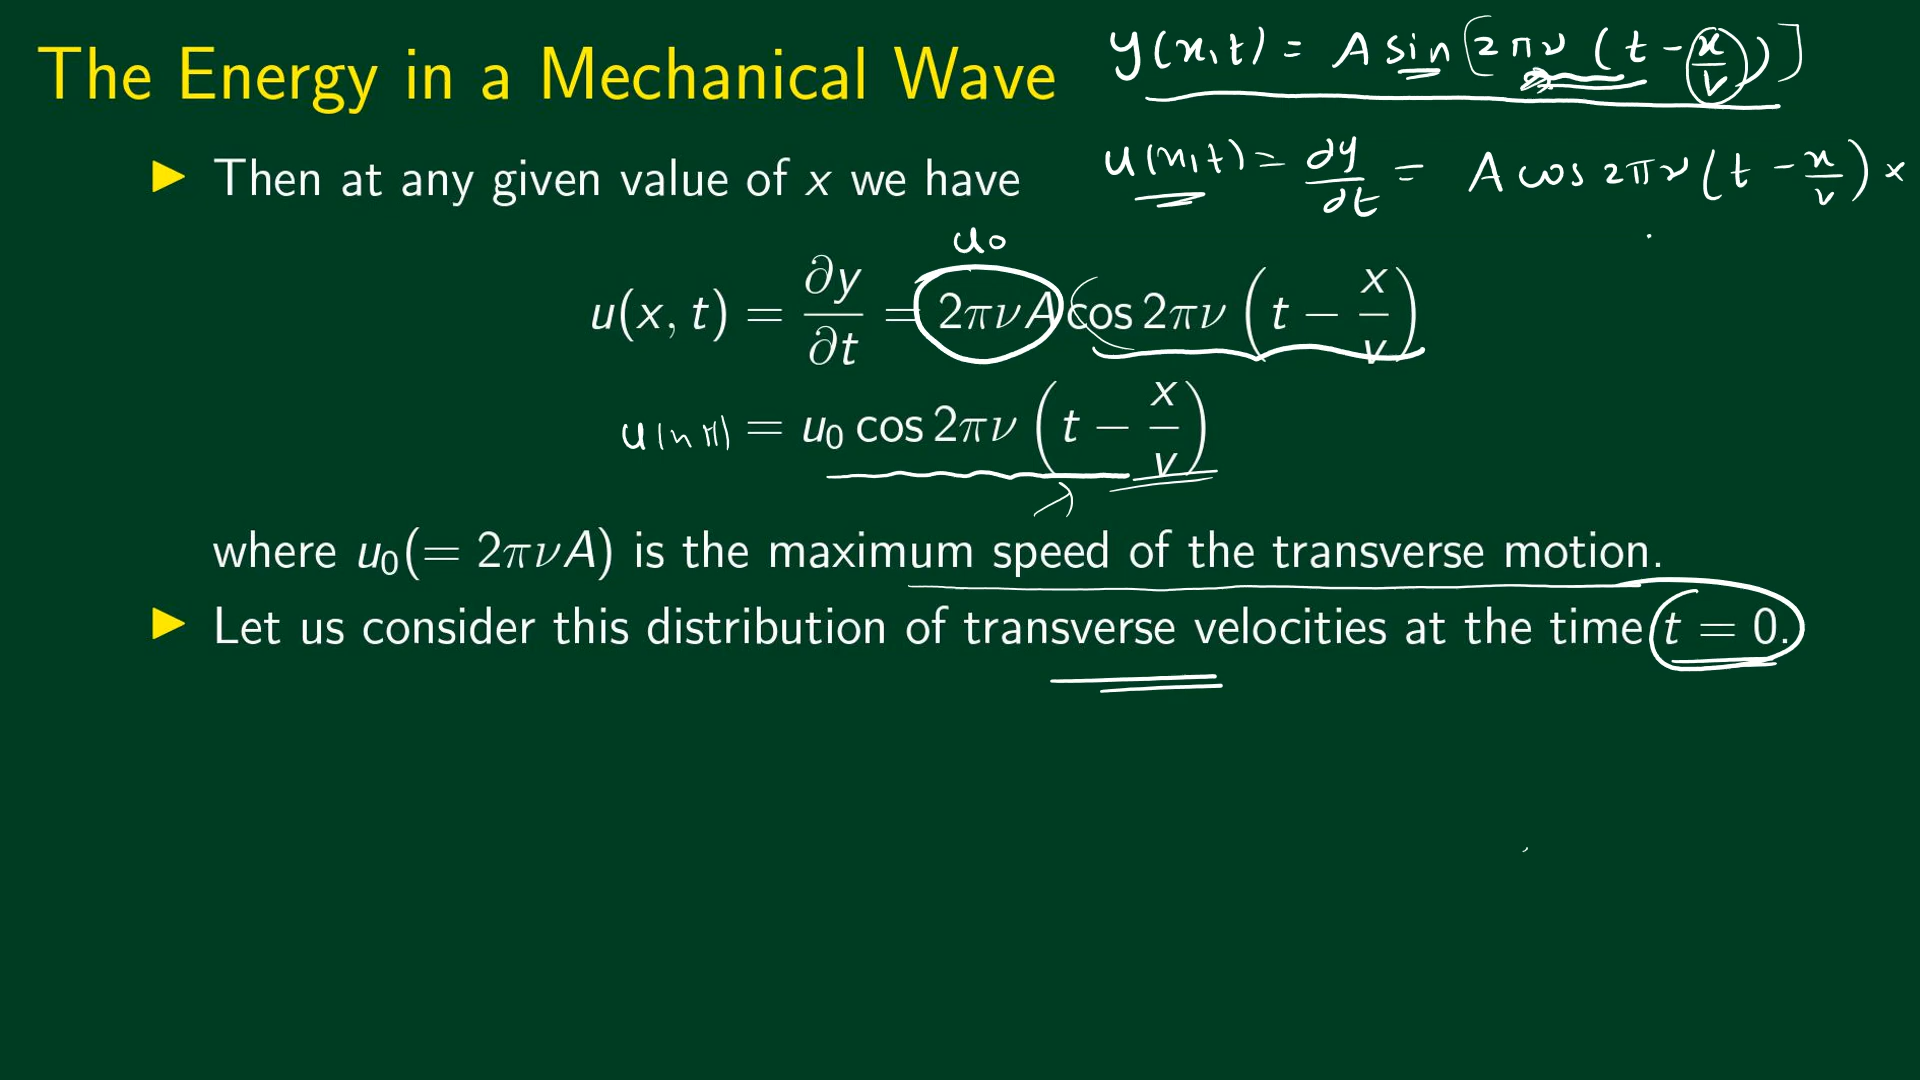 The Energy in a Mechanical Wave
y(x,t) = A sin [2πν (t - x/v)]
▶ Then at any given value of x we have
u(x,t) = ∂y/∂t = A cos 2πν (t - x/v) ×
u₀
u(x, t) = ∂y/∂t = 2πνA cos 2πν (t − x/v)
= u₀ cos 2πν (t − x/v)
where u₀(= 2πνA) is the maximum speed of the transverse motion.
▶ Let us consider this distribution of transverse velocities at the time t = 0.